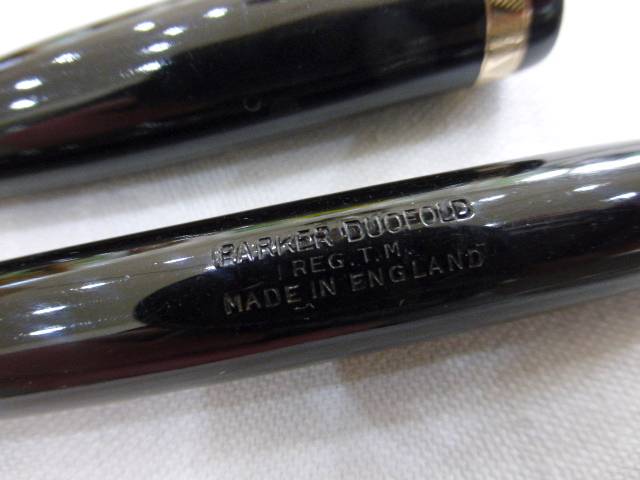 PARKER DUOFOLD
REG. T. M.
MADE IN ENGLAND